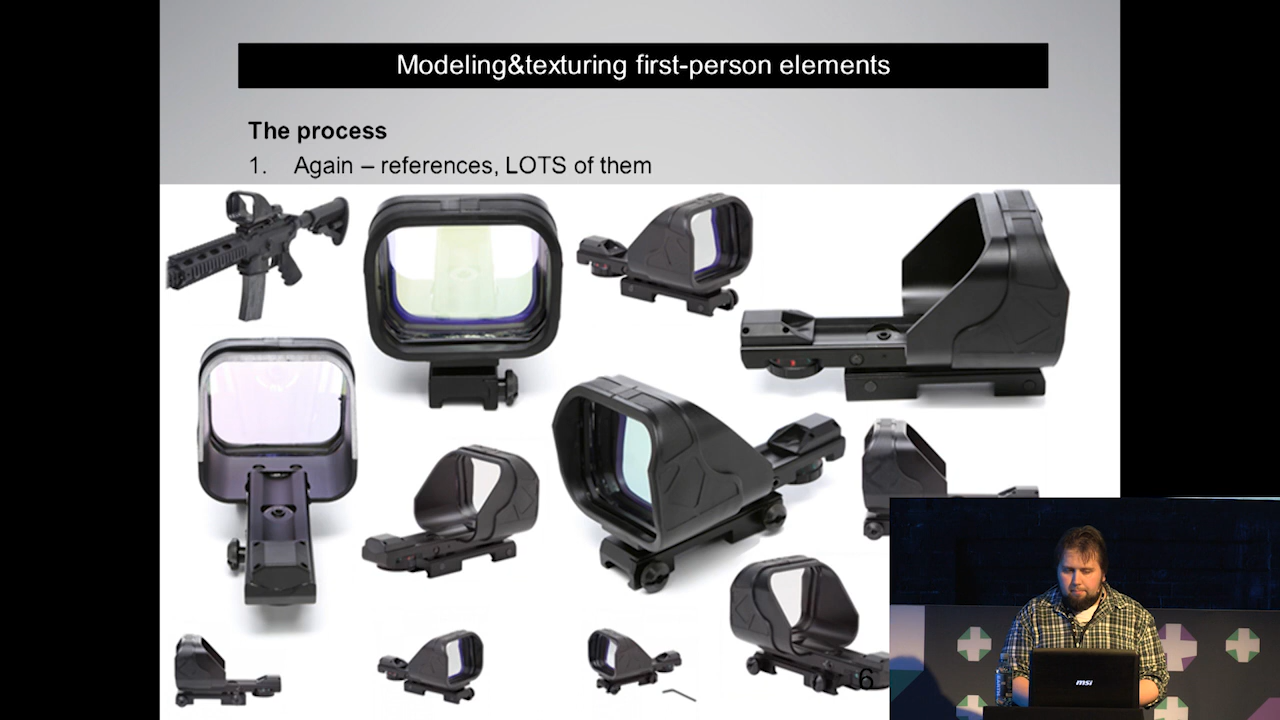 Modeling&texturing first-person elements
The process
1. Again – references, LOTS of them
6
msi